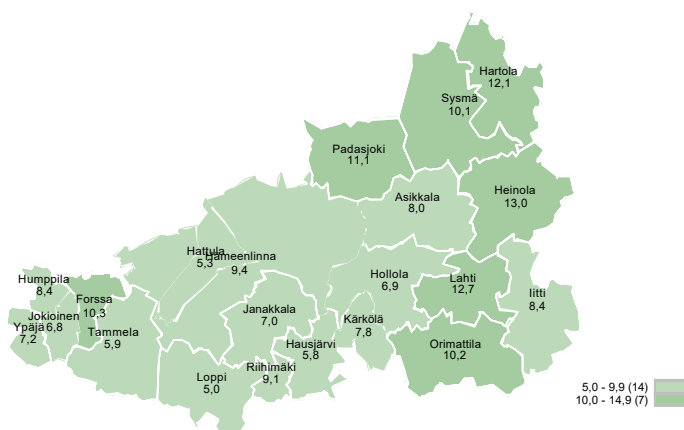 Hartola
12,1
Sysmä
10,1
Padasjoki
11,1
Heinola
13,0
Asikkala
8,0
Hattula
5,3
Hämeenlinna
9,4
Hollola
6,9
Lahti
12,7
Iitti
8,4
Humppila
8,4
Forssa
10,3
Jokioinen
6,8
Ypäjä
7,2
Tammela
5,9
Janakkala
7,0
Kärkölä
7,8
Hausjärvi
5,8
Orimattila
10,2
Riihimäki
9,1
Loppi
5,0
5,0 - 9,9 (14)
10,0 - 14,9 (7)